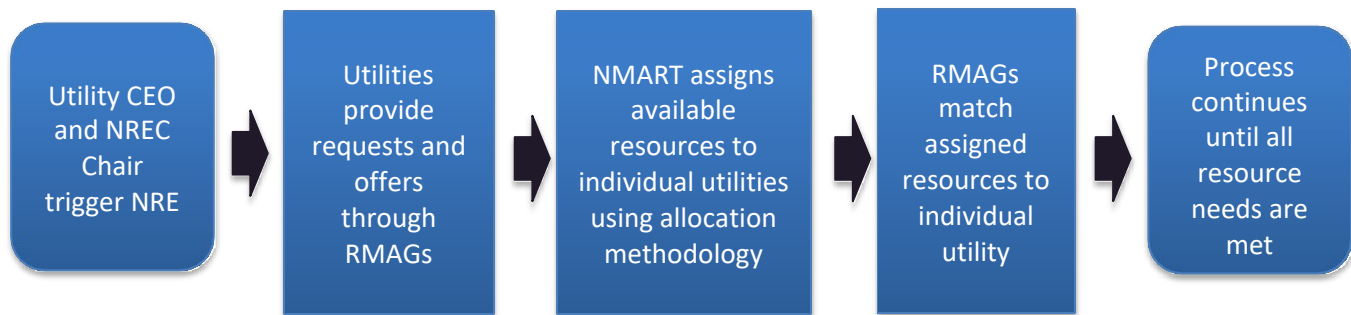 Utility CEO
and NREC
Chair
trigger NRE
Utilities
provide
requests and
offers
through
RMAGs
NMART assigns
available
resources to
individual utilities
using allocation
methodology
RMAGs
match
assigned
resources to
individual
utility
Process
continues
until all
resource
needs are
met